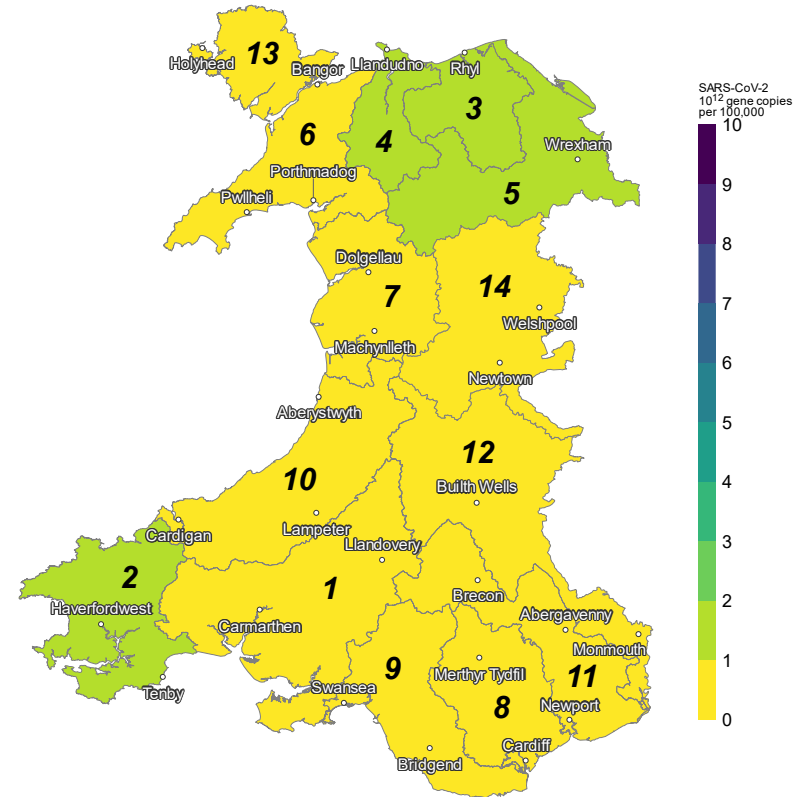 13
Holyhead
Bangor
Llandudno
Rhyl
SARS-CoV-2
10¹² gene copies
per 100,000
10
9
8
7
6
5
4
3
2
1
0
3
6
4
Wrexham
Porthmadog
5
Pwllheli
Dolgellau
7
14
Welshpool
Machynlleth
Newtown
Aberystwyth
12
10
Builth Wells
Lampeter
Cardigan
Llandovery
2
1
Brecon
Haverfordwest
Abergavenny
Carmarthen
Monmouth
9
Merthyr Tydfil
11
Swansea
Tenby
8
Newport
Cardiff
Bridgend